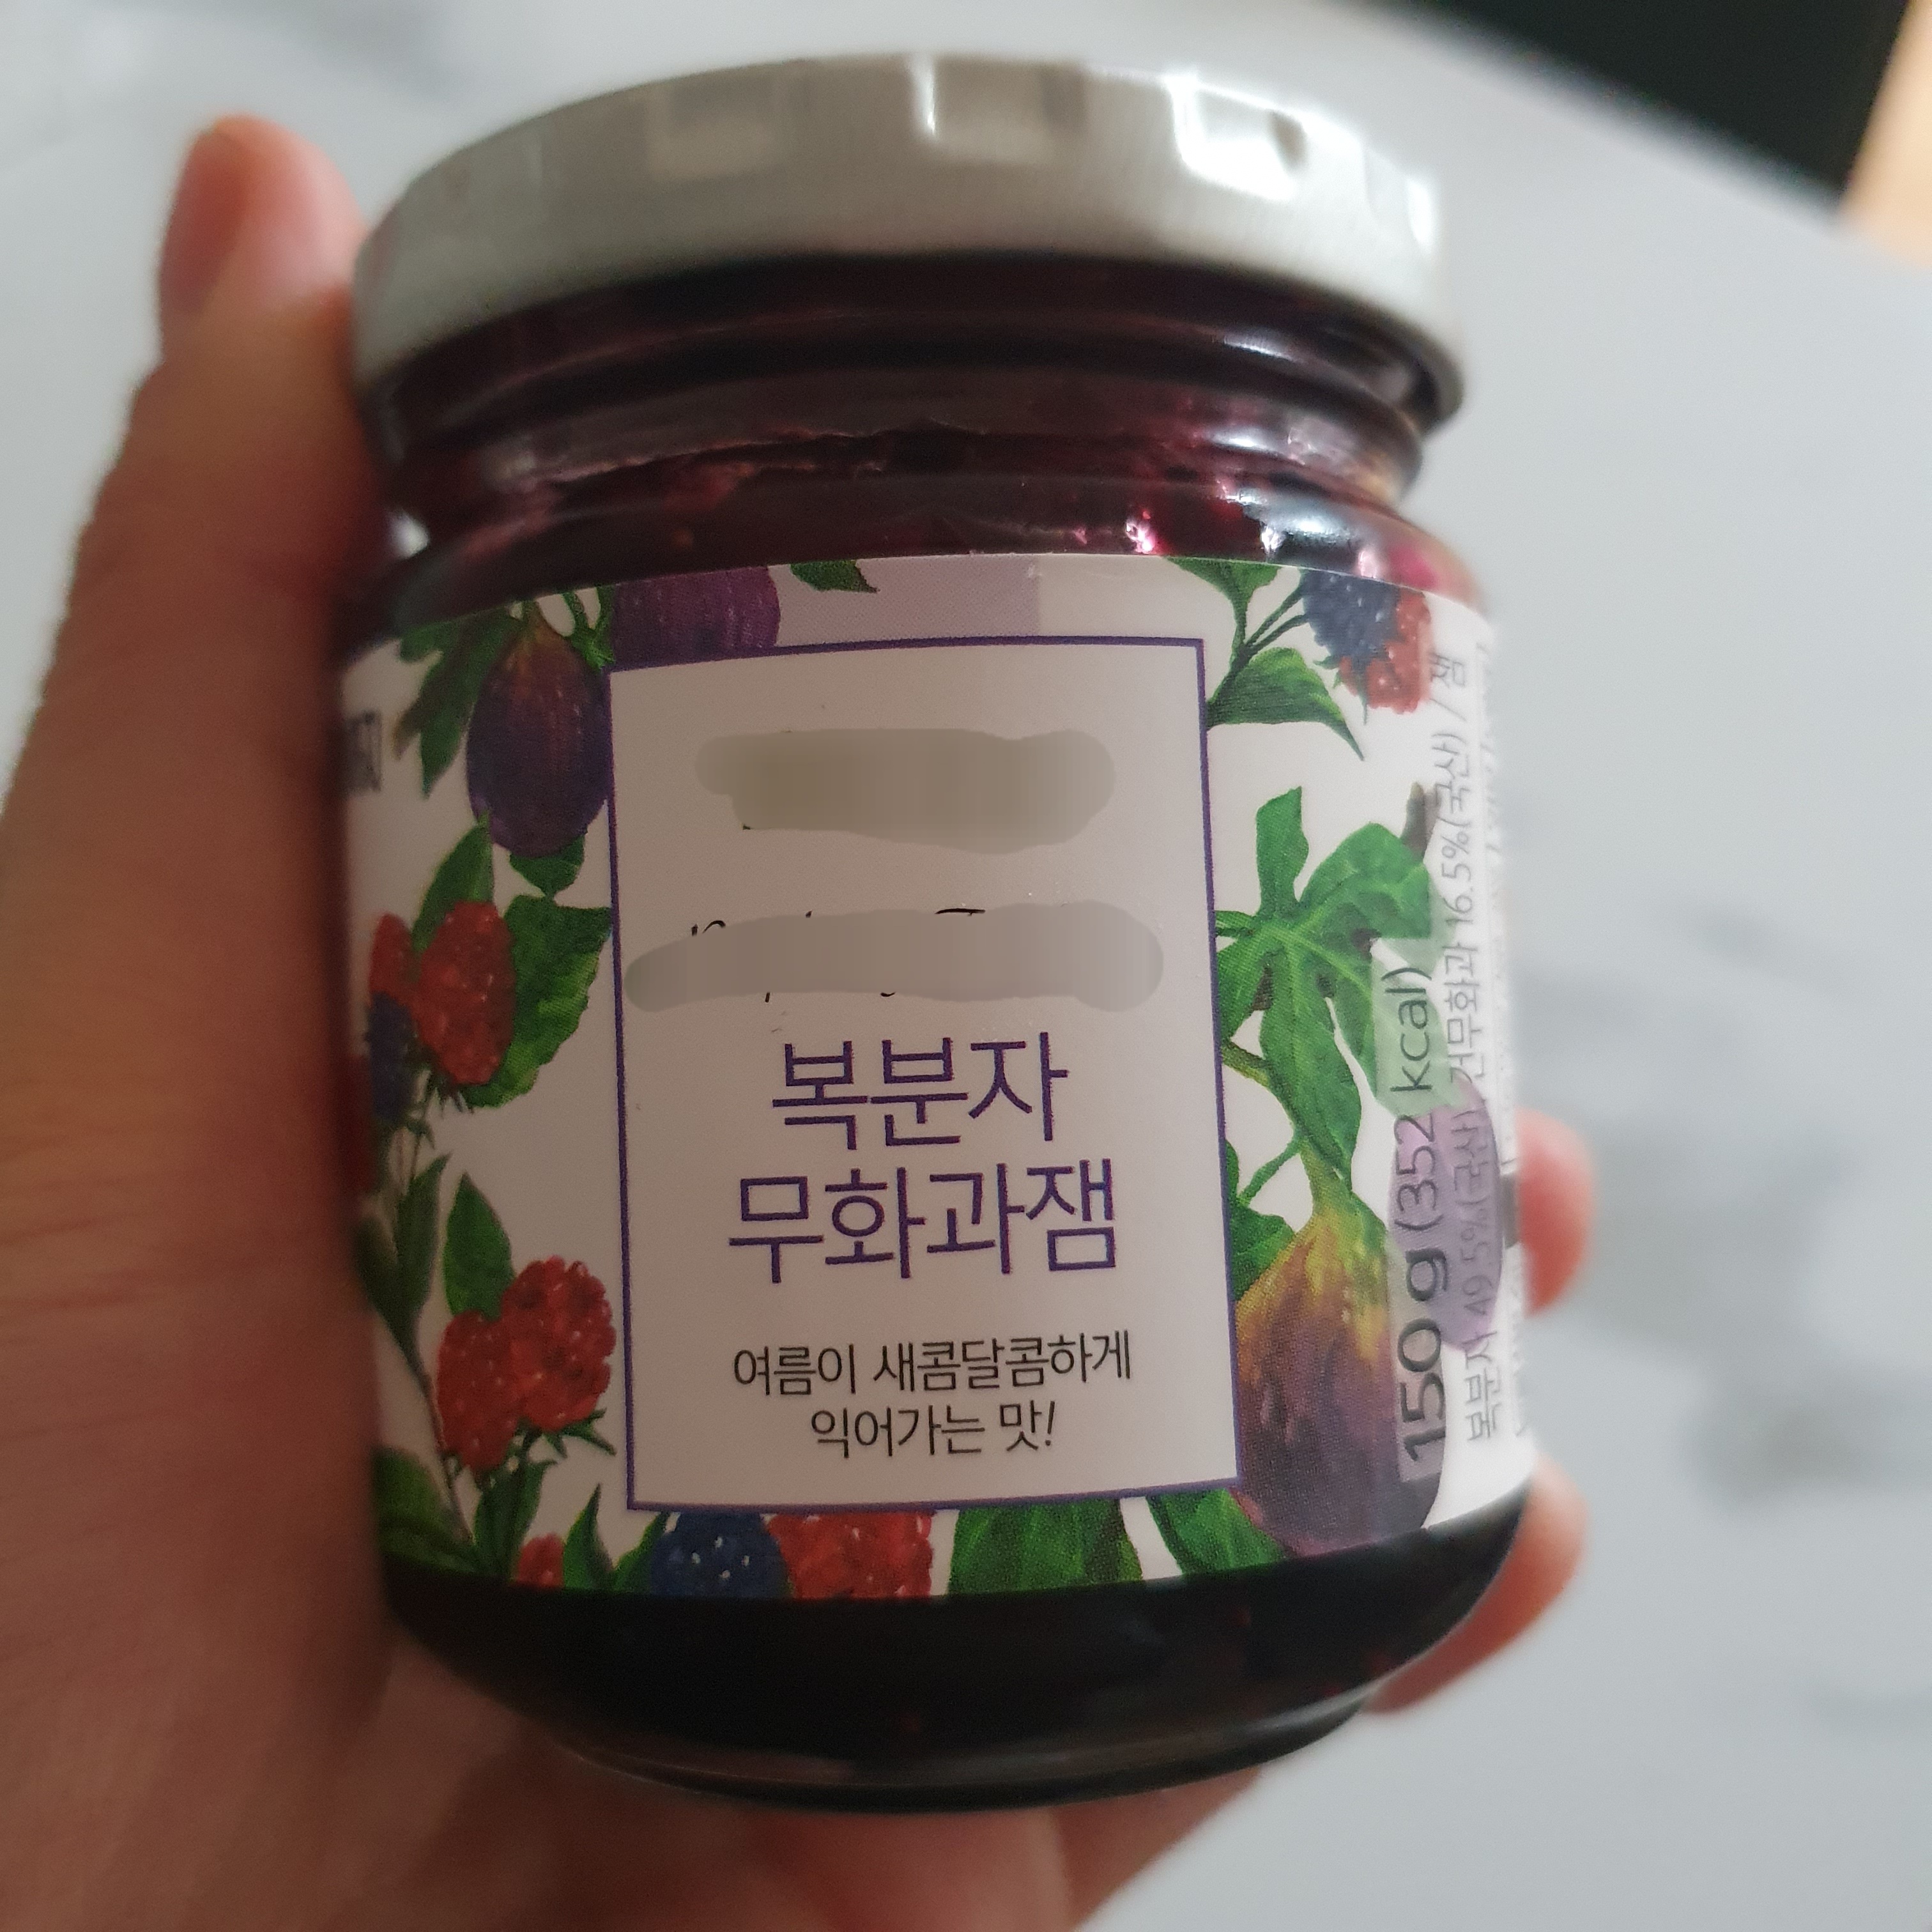 복분자
무화과잼
여름이 새콤달콤하게
익어가는 맛!
150 g (352 kcal)
복분자 49.5%(국산) 건무화과 16.5%(국산) / 잼